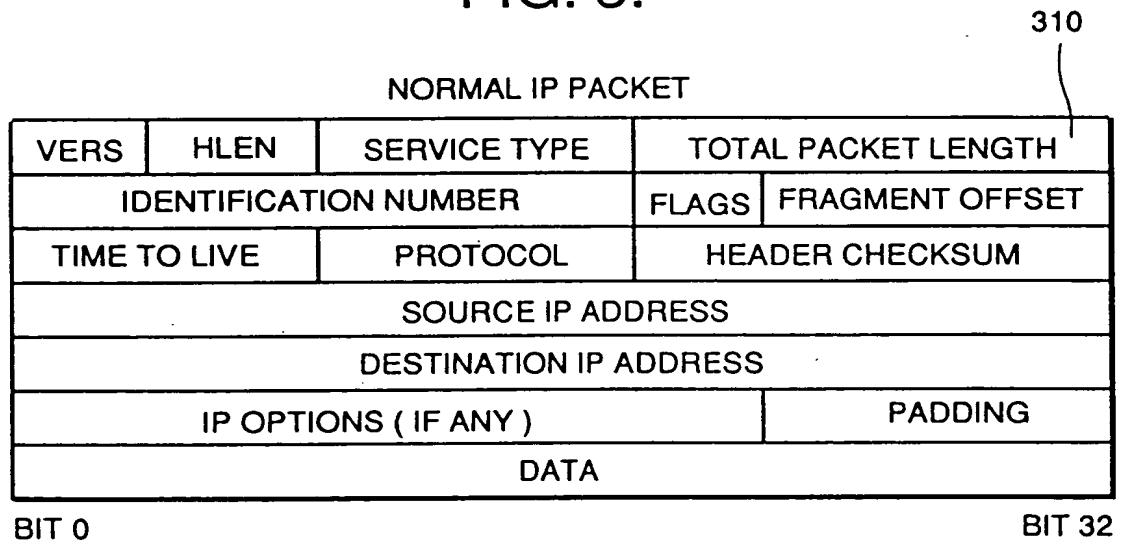 310
NORMAL IP PACKET
VERS HLEN SERVICE TYPE TOTAL PACKET LENGTH
IDENTIFICATION NUMBER FLAGS FRAGMENT OFFSET
TIME TO LIVE PROTOCOL HEADER CHECKSUM
SOURCE IP ADDRESS
DESTINATION IP ADDRESS
IP OPTIONS ( IF ANY ) PADDING
DATA
BIT 0 BIT 32